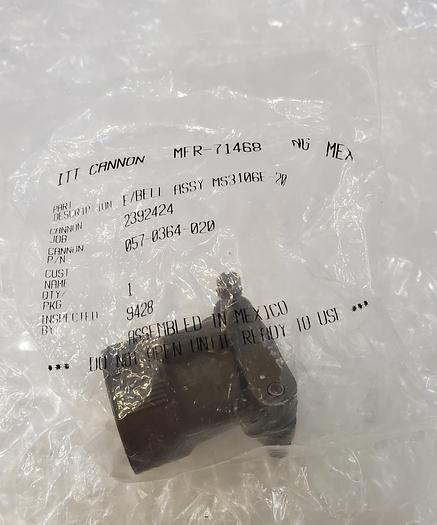 ITT CANNON MFR-71468 NG MEX
PART
DESCRIPTION E/BELL ASSY MS3106E-20
CANNON
JOB 2392424
CANNON
P/N 057-0364-020
CUST
NAME
QTY/
PKG 1
INSPECTED
BY 9428
ASSEMBLED IN MEXICO
*** DO NOT OPEN UNTIL READY TO USE ***